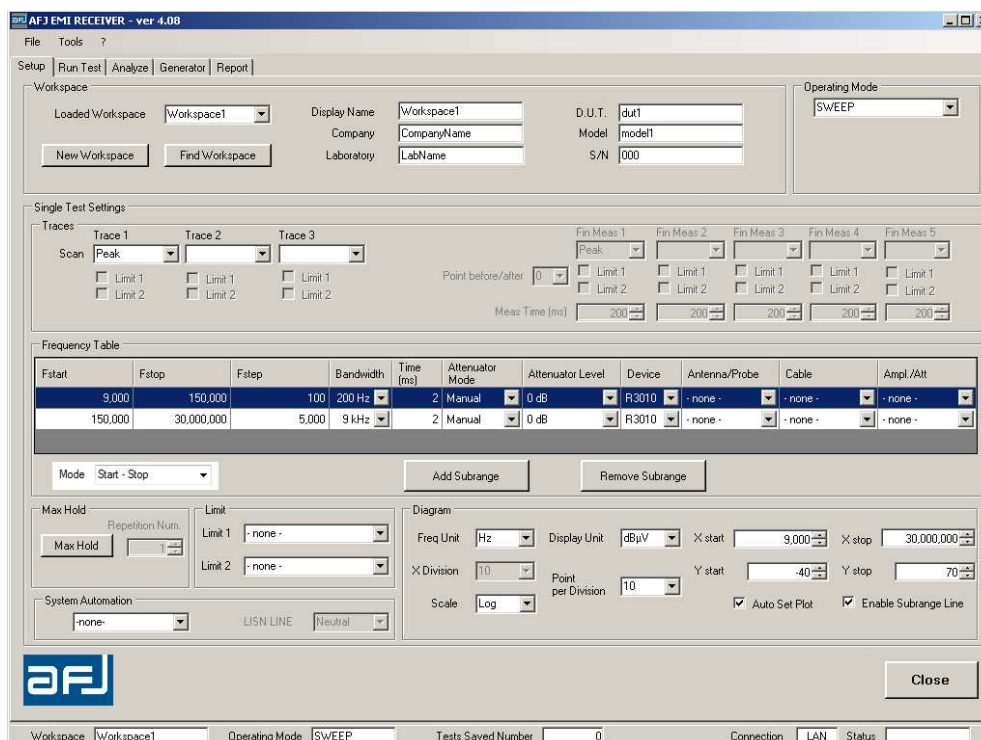 AFJ EMI RECEIVER - ver 4.08
File Tools ?
Setup Run Test Analyze Generator Report
Workspace
Operating Mode
Loaded Workspace Workspace1 Display Name Workspace1 D.U.T. dut1 SWEEP
Company CompanyName Model model1
New Workspace Find Workspace Laboratory LabName S/N 000
Single Test Settings
Traces
Trace 1 Trace 2 Trace 3 Fin Meas 1 Fin Meas 2 Fin Meas 3 Fin Meas 4 Fin Meas 5
Scan Peak Peak
Limit 1 Limit 1 Limit 1 Point before/after 0 Limit 1 Limit 1 Limit 1 Limit 1 Limit 1
Limit 2 Limit 2 Limit 2 Limit 2 Limit 2 Limit 2 Limit 2 Limit 2
Meas Time (ms) 200 200 200 200 200
Frequency Table
Fstart Fstop Fstep Bandwidth Time (ms) Attenuator Mode Attenuator Level Device Antenna/Probe Cable Ampl./Att
9,000 150,000 100 200 Hz 2 Manual 0 dB R3010 - none - - none - - none -
150,000 30,000,000 5,000 9 kHz 2 Manual 0 dB R3010 - none - - none - - none -
Mode Start - Stop Add Subrange Remove Subrange
Max Hold Limit Diagram
Repetition Num.
Max Hold 1 Limit 1 - none - Freq Unit Hz Display Unit dBµV X start 9,000 X stop 30,000,000
Limit 2 - none - X Division 10 Point per Division 10 Y start -40 Y stop 70
System Automation Scale Log Auto Set Plot Enable Subrange Line
-none- LISN LINE Neutral
afj
Close
Workspace Workspace1 Operating Mode SWEEP Tests Saved Number 0 Connection LAN Status